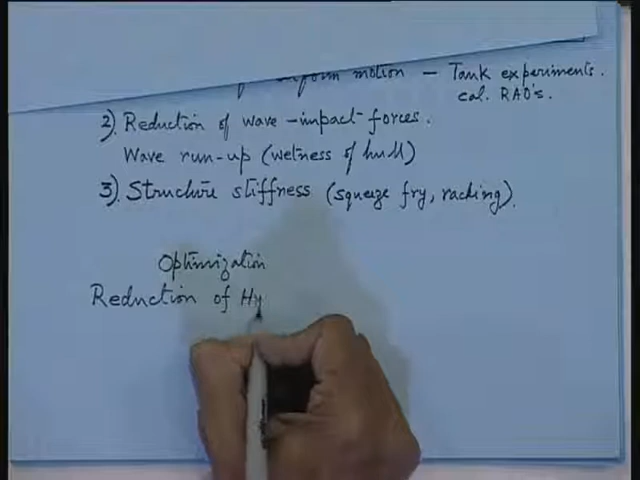 motion - Tank experiments.
cal. RAO's.
2). Reduction of wave-impact forces.
Wave run-up (wetness of hull)
3). Structure stiffness (squeeze fry, racking).
Optimization
Reduction of Hy